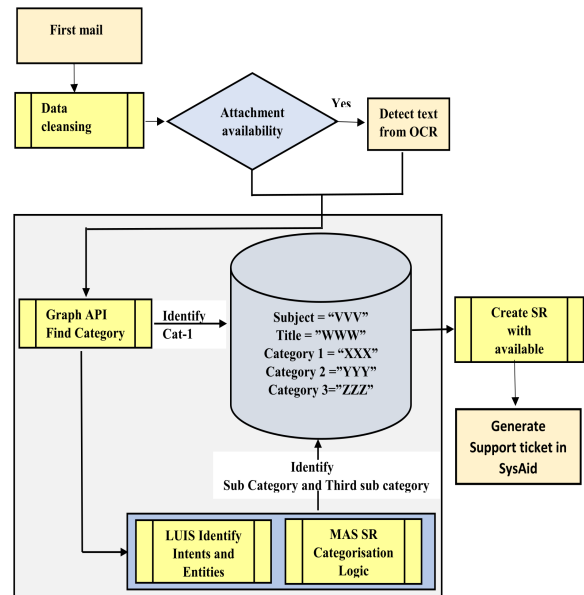 First mail
Data
cleansing
Attachment
availability
Yes
Detect text
from OCR
Graph API
Find Category
Identify
Cat-1
Subject = “VVV”
Title = ”WWW”
Category 1 = “XXX”
Category 2 =”YYY”
Category 3=”ZZZ”
Create SR
with
available
Generate
Support ticket in
SysAid
Identify
Sub Category and Third sub category
LUIS Identify
Intents and
Entities
MAS SR
Categorisation
Logic